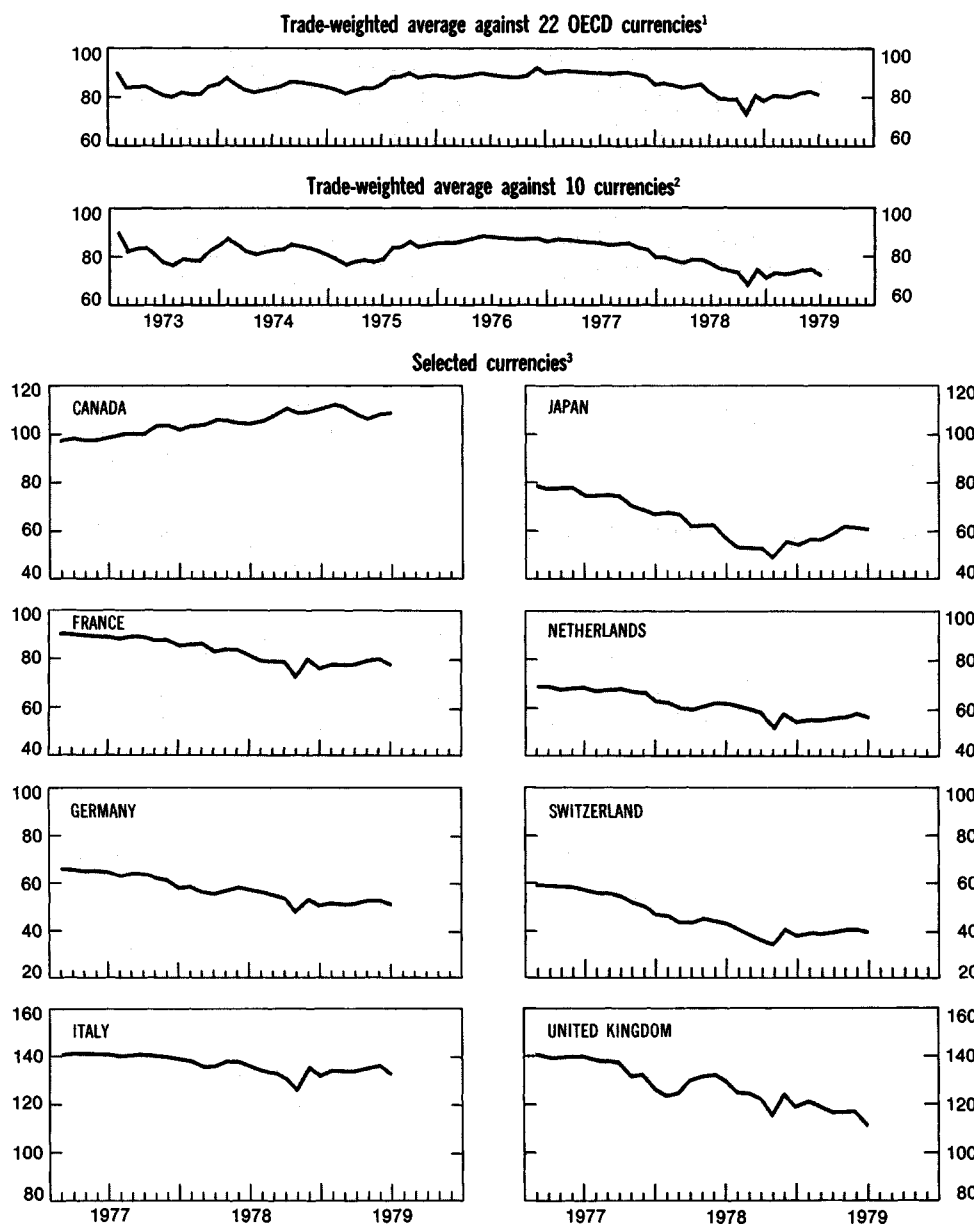 Trade-weighted average against 22 OECD currencies¹
100 100
80 80
60 60
Trade-weighted average against 10 currencies²
100 100
80 80
60 60
1973 1974 1975 1976 1977 1978 1979
Selected currencies³
120 CANADA JAPAN 120
100 100
80 80
60 60
40 40
100 FRANCE NETHERLANDS 100
80 80
60 60
40 40
100 GERMANY SWITZERLAND 100
80 80
60 60
40 40
20 20
160 ITALY UNITED KINGDOM 160
140 140
120 120
100 100
80 80
1977 1978 1979 1977 1978 1979